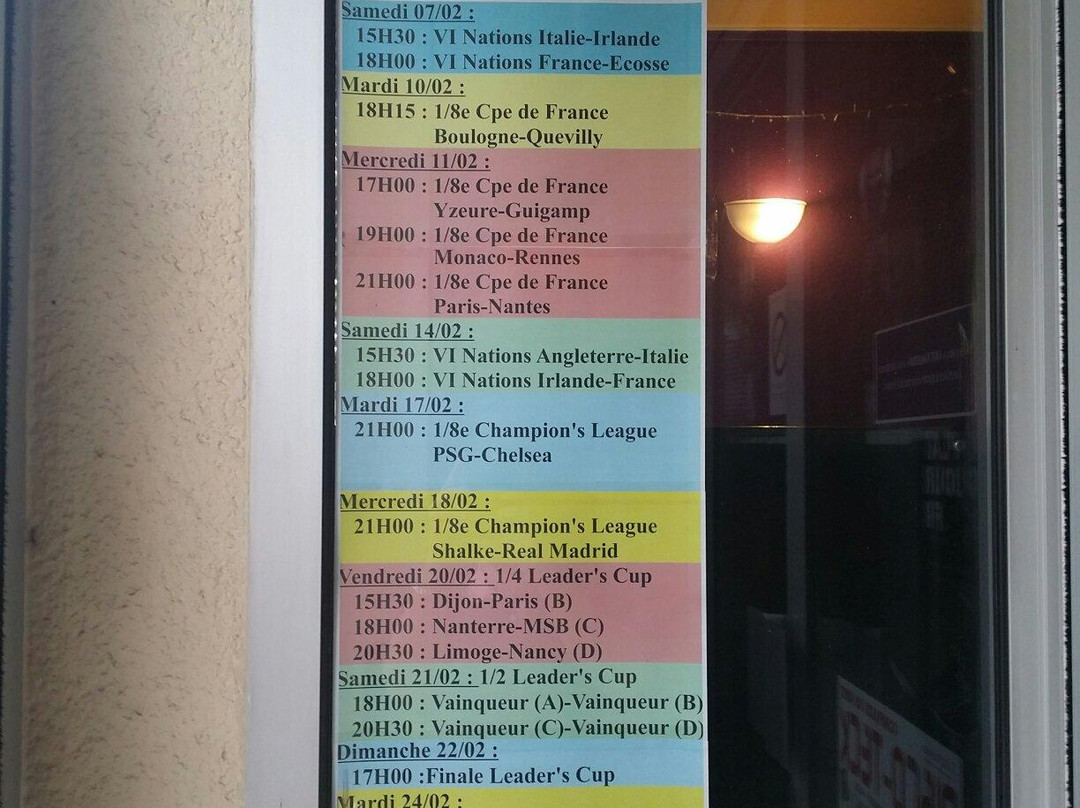 Samedi 07/02 :
15H30 : VI Nations Italie-Irlande
18H00 : VI Nations France-Ecosse
Mardi 10/02 :
18H15 : 1/8e Cpe de France
Boulogne-Quevilly
Mercredi 11/02 :
17H00 : 1/8e Cpe de France
Yzeure-Guigamp
19H00 : 1/8e Cpe de France
Monaco-Rennes
21H00 : 1/8e Cpe de France
Paris-Nantes
Samedi 14/02 :
15H30 : VI Nations Angleterre-Italie
18H00 : VI Nations Irlande-France
Mardi 17/02 :
21H00 : 1/8e Champion's League
PSG-Chelsea
Mercredi 18/02 :
21H00 : 1/8e Champion's League
Shalke-Real Madrid
Vendredi 20/02 : 1/4 Leader's Cup
15H30 : Dijon-Paris (B)
18H00 : Nanterre-MSB (C)
20H30 : Limoge-Nancy (D)
Samedi 21/02 : 1/2 Leader's Cup
18H00 : Vainqueur (A)-Vainqueur (B)
20H30 : Vainqueur (C)-Vainqueur (D)
Dimanche 22/02 :
17H00 :Finale Leader's Cup
Mardi 24/02 :